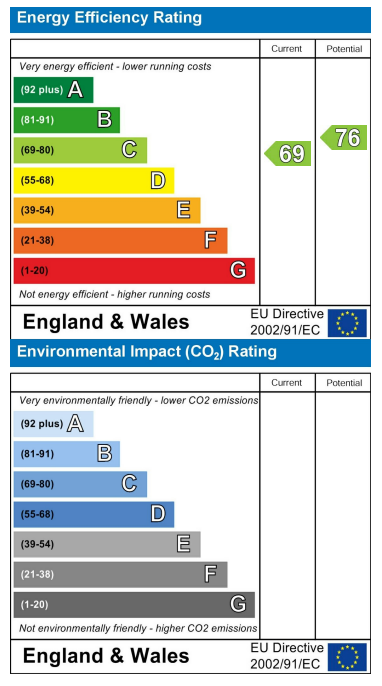 Energy Efficiency Rating
Current Potential
Very energy efficient - lower running costs
(92 plus) A
(81-91) B
(69-80) C
(55-68) D
(39-54) E
(21-38) F
(1-20) G
69
76
Not energy efficient - higher running costs
England & Wales
EU Directive
2002/91/EC
Environmental Impact (CO₂) Rating
Current Potential
Very environmentally friendly - lower CO2 emissions
(92 plus) A
(81-91) B
(69-80) C
(55-68) D
(39-54) E
(21-38) F
(1-20) G
Not environmentally friendly - higher CO2 emissions
England & Wales
EU Directive
2002/91/EC